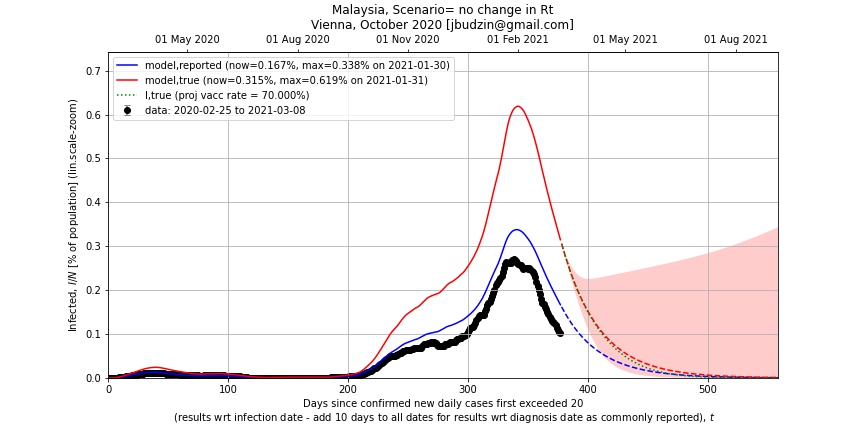 Malaysia, Scenario= no change in Rt
Vienna, October 2020 [jbudzin@gmail.com]
01 May 2020 01 Aug 2020 01 Nov 2020 01 Feb 2021 01 May 2021 01 Aug 2021
model,reported (now=0.167%, max=0.338% on 2021-01-30)
model,true (now=0.315%, max=0.619% on 2021-01-31)
I,true (proj vacc rate = 70.000%)
data: 2020-02-25 to 2021-03-08
Infected, I/N [% of population] (lin.scale-zoom)
0.7
0.6
0.5
0.4
0.3
0.2
0.1
0.0
0 100 200 300 400 500
Days since confirmed new daily cases first exceeded 20
(results wrt infection date - add 10 days to all dates for results wrt diagnosis date as commonly reported), t